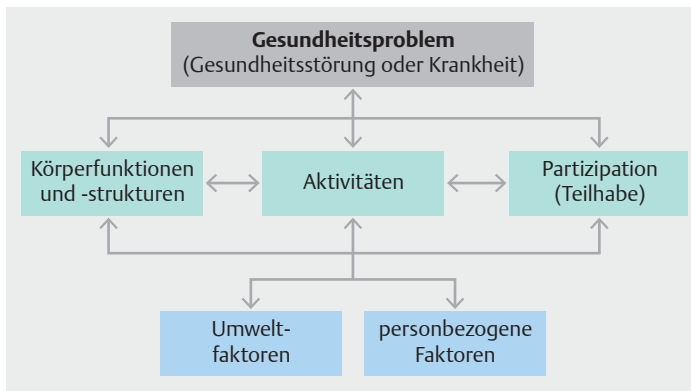 Gesundheitsproblem
(Gesundheitsstörung oder Krankheit)
Körperfunktionen
und -strukturen
Aktivitäten
Partizipation
(Teilhabe)
Umwelt-
faktoren
personbezogene
Faktoren